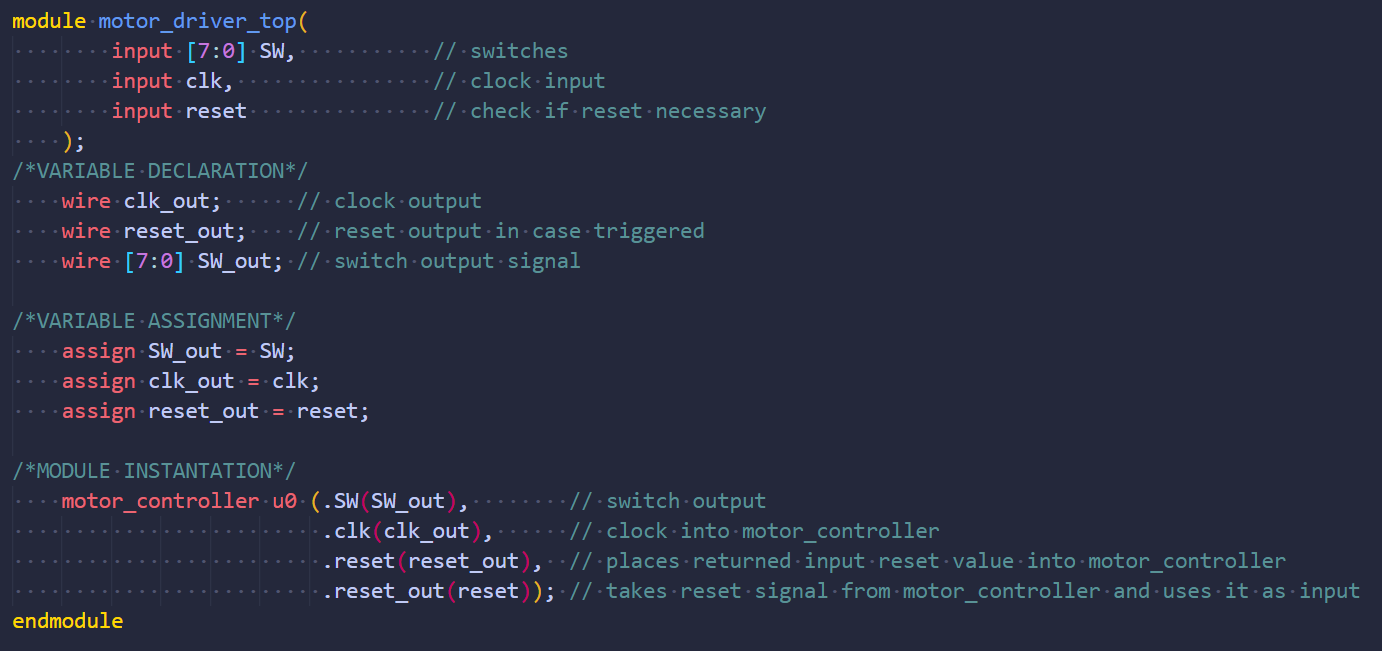 module motor_driver_top(
        input [7:0] SW,           // switches
        input clk,                // clock input
        input reset               // check if reset necessary
    );
/*VARIABLE DECLARATION*/
    wire clk_out;      // clock output
    wire reset_out;    // reset output in case triggered
    wire [7:0] SW_out; // switch output signal

/*VARIABLE ASSIGNMENT*/
    assign SW_out = SW;
    assign clk_out = clk;
    assign reset_out = reset;

/*MODULE INSTANTATION*/
    motor_controller u0 (.SW(SW_out),        // switch output
                         .clk(clk_out),      // clock into motor_controller
                         .reset(reset_out),  // places returned input reset value into motor_controller
                         .reset_out(reset)); // takes reset signal from motor_controller and uses it as input
endmodule